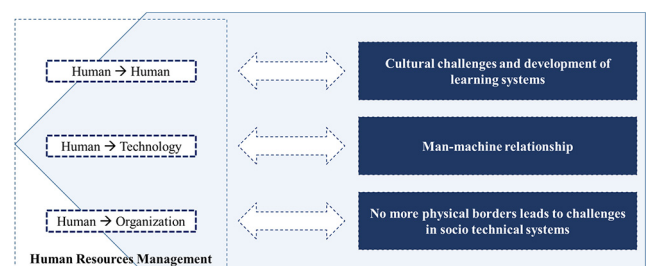 Human → Human
Cultural challenges and development of
learning systems
Human → Technology
Man-machine relationship
Human → Organization
No more physical borders leads to challenges
in socio technical systems
Human Resources Management